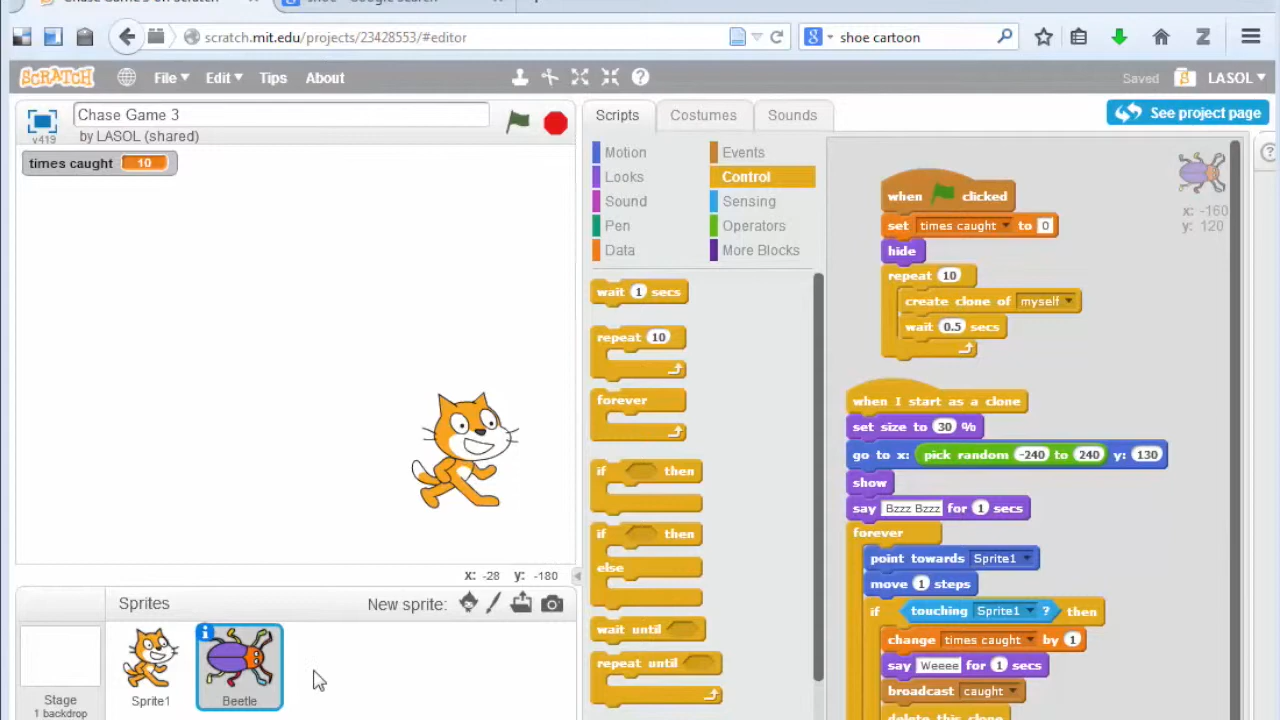 scratch.mit.edu/projects/23428553/#editor
shoe cartoon
SCRATCH
File
Edit
Tips
About
Saved
LASOL
v419
Chase Game 3
by LASOL (shared)
Scripts
Costumes
Sounds
See project page
times caught 10
Motion
Looks
Sound
Pen
Data
Events
Control
Sensing
Operators
More Blocks
wait 1 secs
repeat 10
forever
if then
if then
else
wait until
repeat until
x: -160
y: 120
when clicked
set times caught to 0
hide
repeat 10
create clone of myself
wait 0.5 secs
when I start as a clone
set size to 30 %
go to x: pick random -240 to 240 y: 130
show
say Bzzz Bzzz for 1 secs
forever
point towards Sprite1
move 1 steps
if touching Sprite1 ? then
change times caught by 1
say Weeee for 1 secs
broadcast caught
delete this clone
x: -28 y: -180
Sprites
New sprite:
Stage
1 backdrop
Sprite1
Beetle